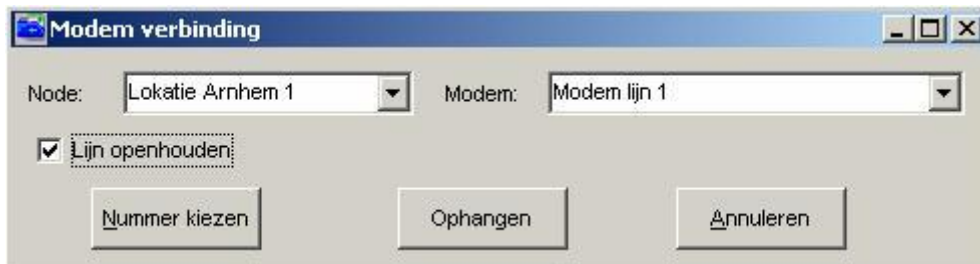 Modem verbinding
Node: Lokatie Arnhem 1 Modem: Modem lijn 1
Lijn openhouden
Nummer kiezen Ophangen Annuleren